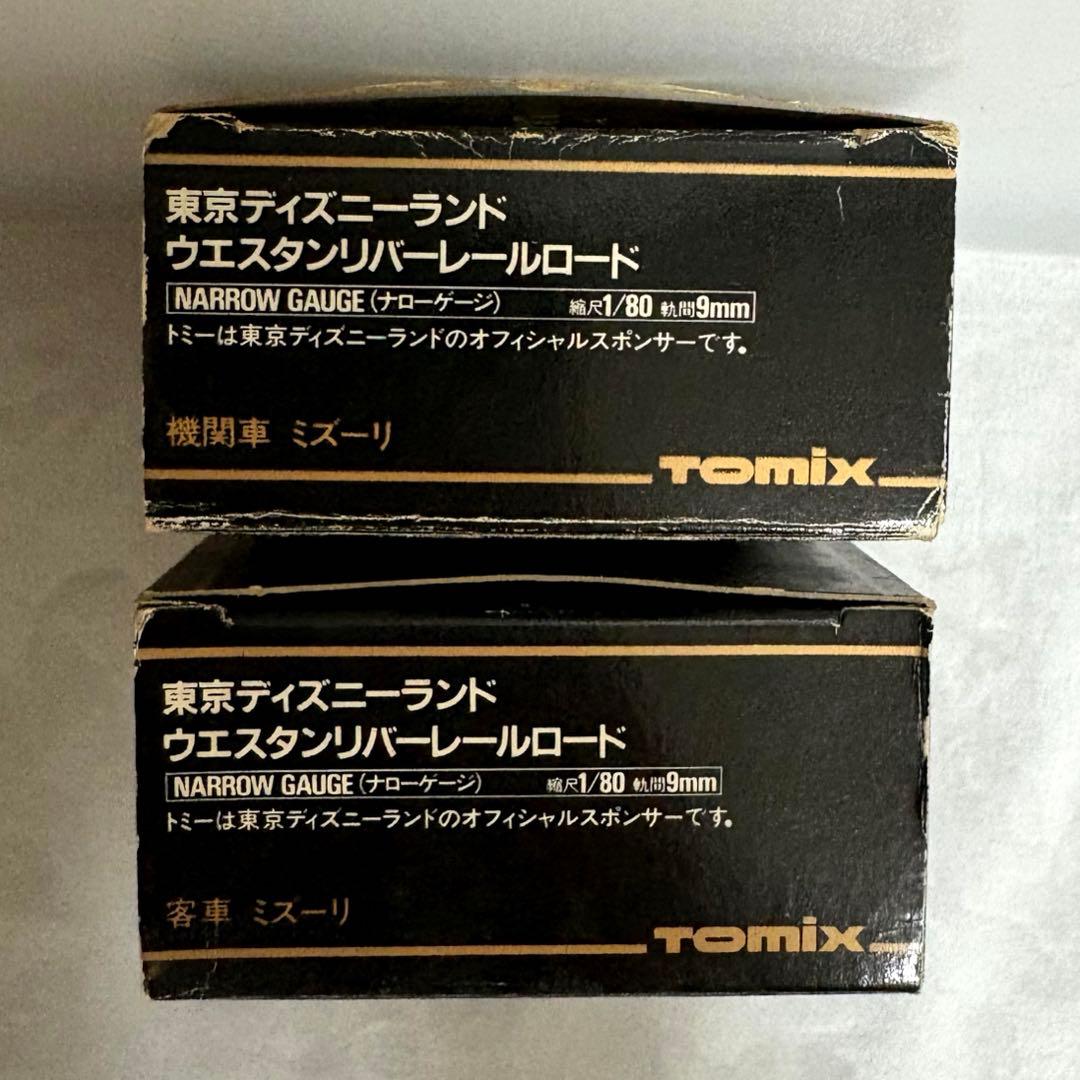 東京ディズニーランド
ウエスタンリバーレールロード
NARROW GAUGE (ナローゲージ) 縮尺1/80 軌間9mm
トミーは東京ディズニーランドのオフィシャルスポンサーです。
機関車 ミズーリ
TOMIX
東京ディズニーランド
ウエスタンリバーレールロード
NARROW GAUGE (ナローゲージ) 縮尺1/80 軌間9mm
トミーは東京ディズニーランドのオフィシャルスポンサーです。
客車 ミズーリ
TOMIX